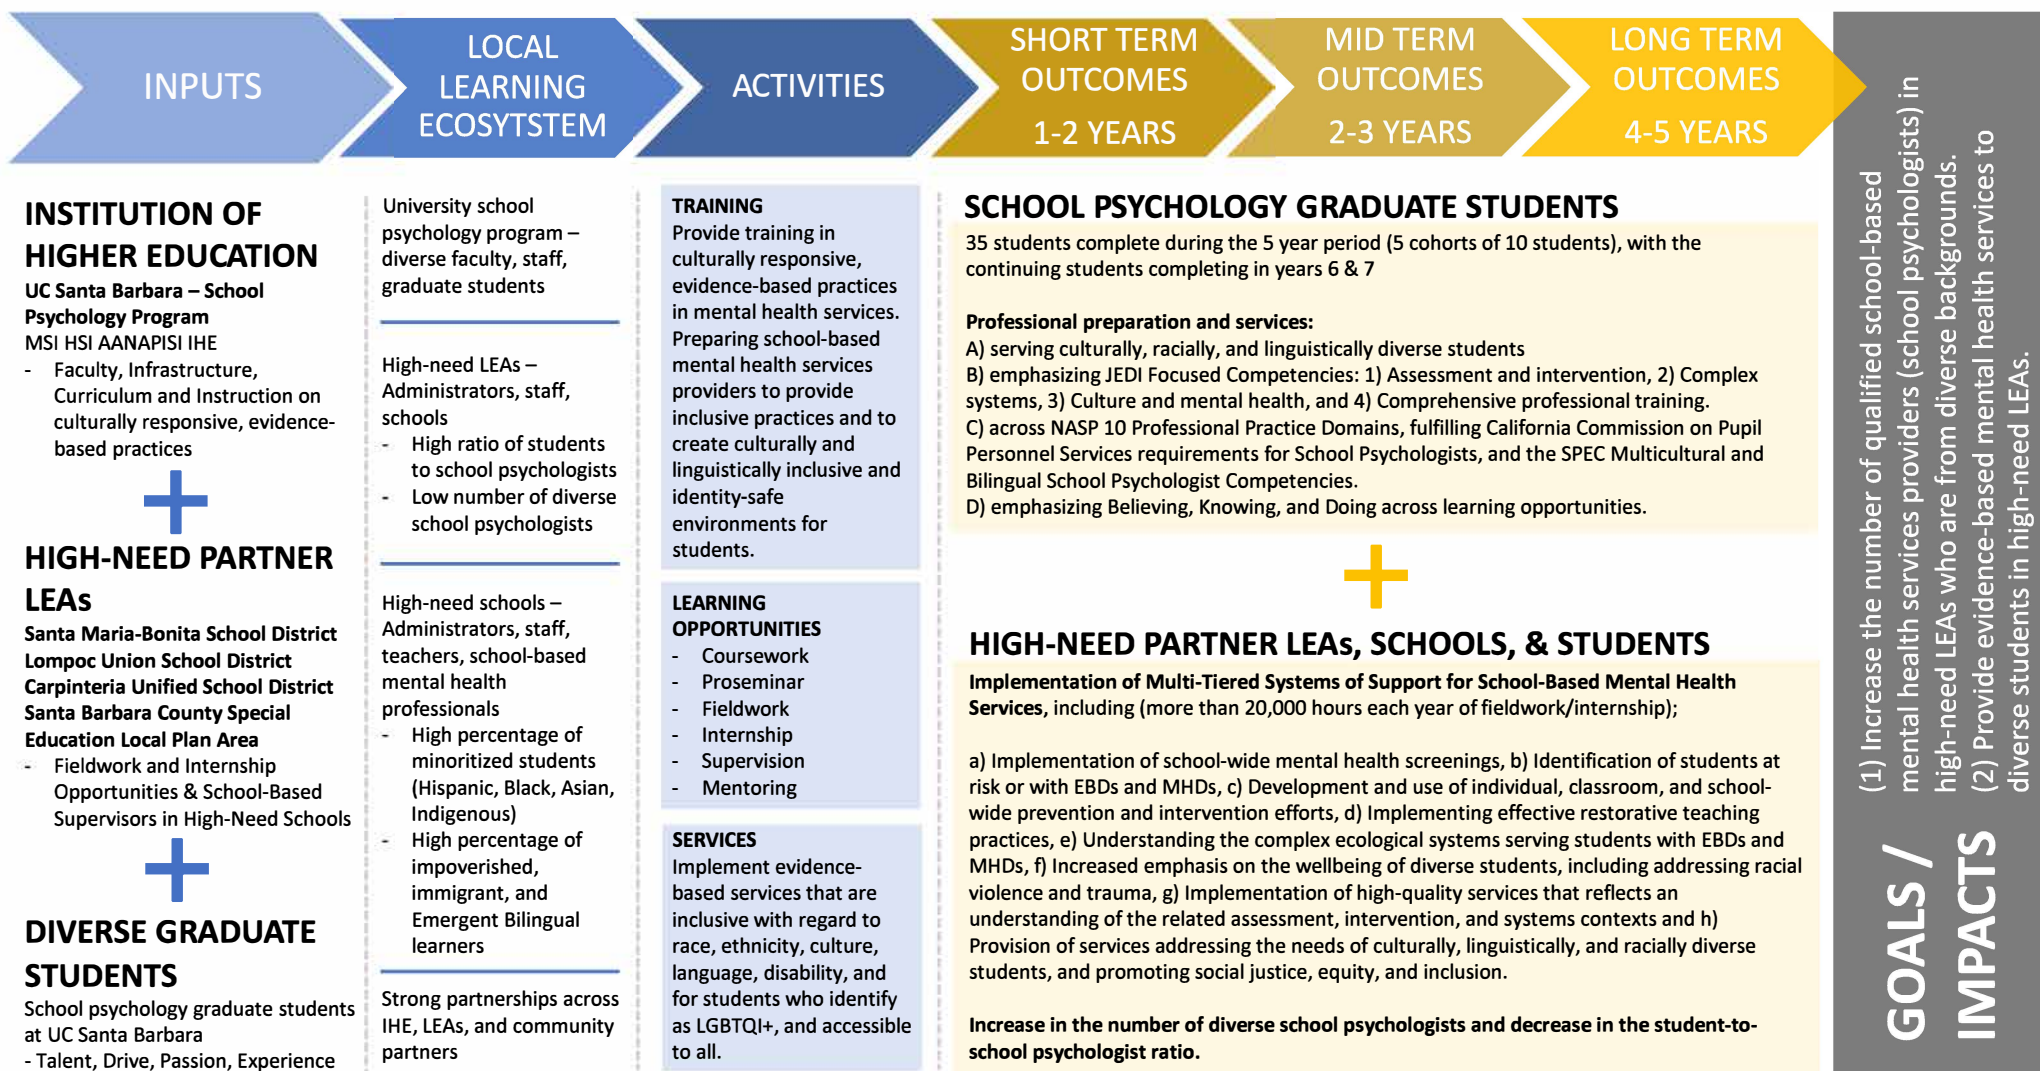 INPUTS
LOCAL
LEARNING
ECOSYTSTEM
ACTIVITIES
SHORT TERM
OUTCOMES
1-2 YEARS
MID TERM
OUTCOMES
2-3 YEARS
LONG TERM
OUTCOMES
4-5 YEARS
INSTITUTION OF
HIGHER EDUCATION
UC Santa Barbara – School
Psychology Program
MSI HSI AANAPISI IHE
- Faculty, Infrastructure,
Curriculum and Instruction on
culturally responsive, evidence-
based practices
+
HIGH-NEED PARTNER
LEAs
Santa Maria-Bonita School District
Lompoc Union School District
Carpinteria Unified School District
Santa Barbara County Special
Education Local Plan Area
- Fieldwork and Internship
Opportunities & School-Based
Supervisors in High-Need Schools
+
DIVERSE GRADUATE
STUDENTS
School psychology graduate students
at UC Santa Barbara
- Talent, Drive, Passion, Experience
University school
psychology program –
diverse faculty, staff,
graduate students
High-need LEAs –
Administrators, staff,
schools
- High ratio of students
to school psychologists
- Low number of diverse
school psychologists
High-need schools –
Administrators, staff,
teachers, school-based
mental health
professionals
- High percentage of
minoritized students
(Hispanic, Black, Asian,
Indigenous)
- High percentage of
impoverished,
immigrant, and
Emergent Bilingual
learners
Strong partnerships across
IHE, LEAs, and community
partners
TRAINING
Provide training in
culturally responsive,
evidence-based practices
in mental health services.
Preparing school-based
mental health services
providers to provide
inclusive practices and to
create culturally and
linguistically inclusive and
identity-safe
environments for
students.
LEARNING
OPPORTUNITIES
- Coursework
- Proseminar
- Fieldwork
- Internship
- Supervision
- Mentoring
SERVICES
Implement evidence-
based services that are
inclusive with regard to
race, ethnicity, culture,
language, disability, and
for students who identify
as LGBTQI+, and accessible
to all.
SCHOOL PSYCHOLOGY GRADUATE STUDENTS
35 students complete during the 5 year period (5 cohorts of 10 students), with the
continuing students completing in years 6 & 7
Professional preparation and services:
A) serving culturally, racially, and linguistically diverse students
B) emphasizing JEDI Focused Competencies: 1) Assessment and intervention, 2) Complex
systems, 3) Culture and mental health, and 4) Comprehensive professional training.
C) across NASP 10 Professional Practice Domains, fulfilling California Commission on Pupil
Personnel Services requirements for School Psychologists, and the SPEC Multicultural and
Bilingual School Psychologist Competencies.
D) emphasizing Believing, Knowing, and Doing across learning opportunities.
+
HIGH-NEED PARTNER LEAs, SCHOOLS, & STUDENTS
Implementation of Multi-Tiered Systems of Support for School-Based Mental Health
Services, including (more than 20,000 hours each year of fieldwork/internship);
a) Implementation of school-wide mental health screenings, b) Identification of students at
risk or with EBDs and MHDs, c) Development and use of individual, classroom, and school-
wide prevention and intervention efforts, d) Implementing effective restorative teaching
practices, e) Understanding the complex ecological systems serving students with EBDs and
MHDs, f) Increased emphasis on the wellbeing of diverse students, including addressing racial
violence and trauma, g) Implementation of high-quality services that reflects an
understanding of the related assessment, intervention, and systems contexts and h)
Provision of services addressing the needs of culturally, linguistically, and racially diverse
students, and promoting social justice, equity, and inclusion.
Increase in the number of diverse school psychologists and decrease in the student-to-
school psychologist ratio.
GOALS /
IMPACTS
(1) Increase the number of qualified school-based
mental health services providers (school psychologists) in
high-need LEAs who are from diverse backgrounds.
(2) Provide evidence-based mental health services to
diverse students in high-need LEAs.